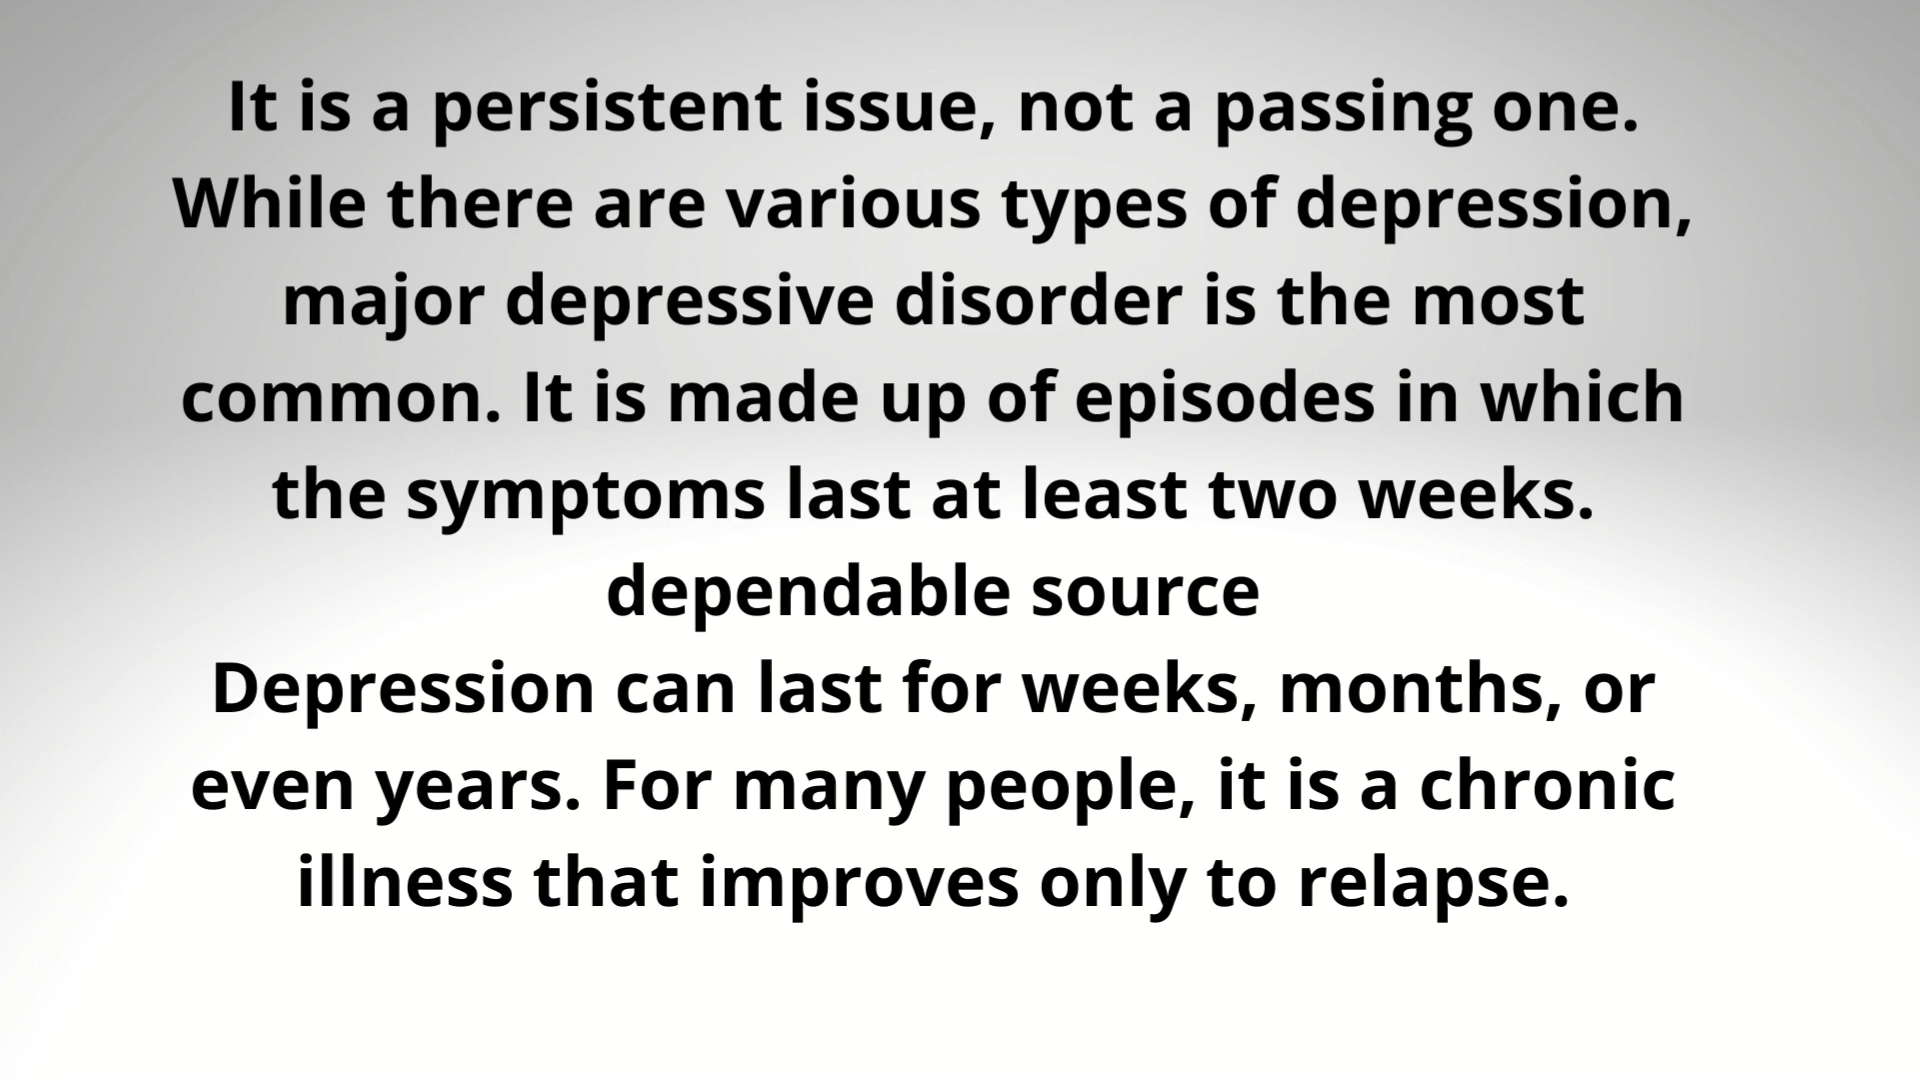 It is a persistent issue, not a passing one.
While there are various types of depression,
major depressive disorder is the most
common. It is made up of episodes in which
the symptoms last at least two weeks.
dependable source
Depression can last for weeks, months, or
even years. For many people, it is a chronic
illness that improves only to relapse.